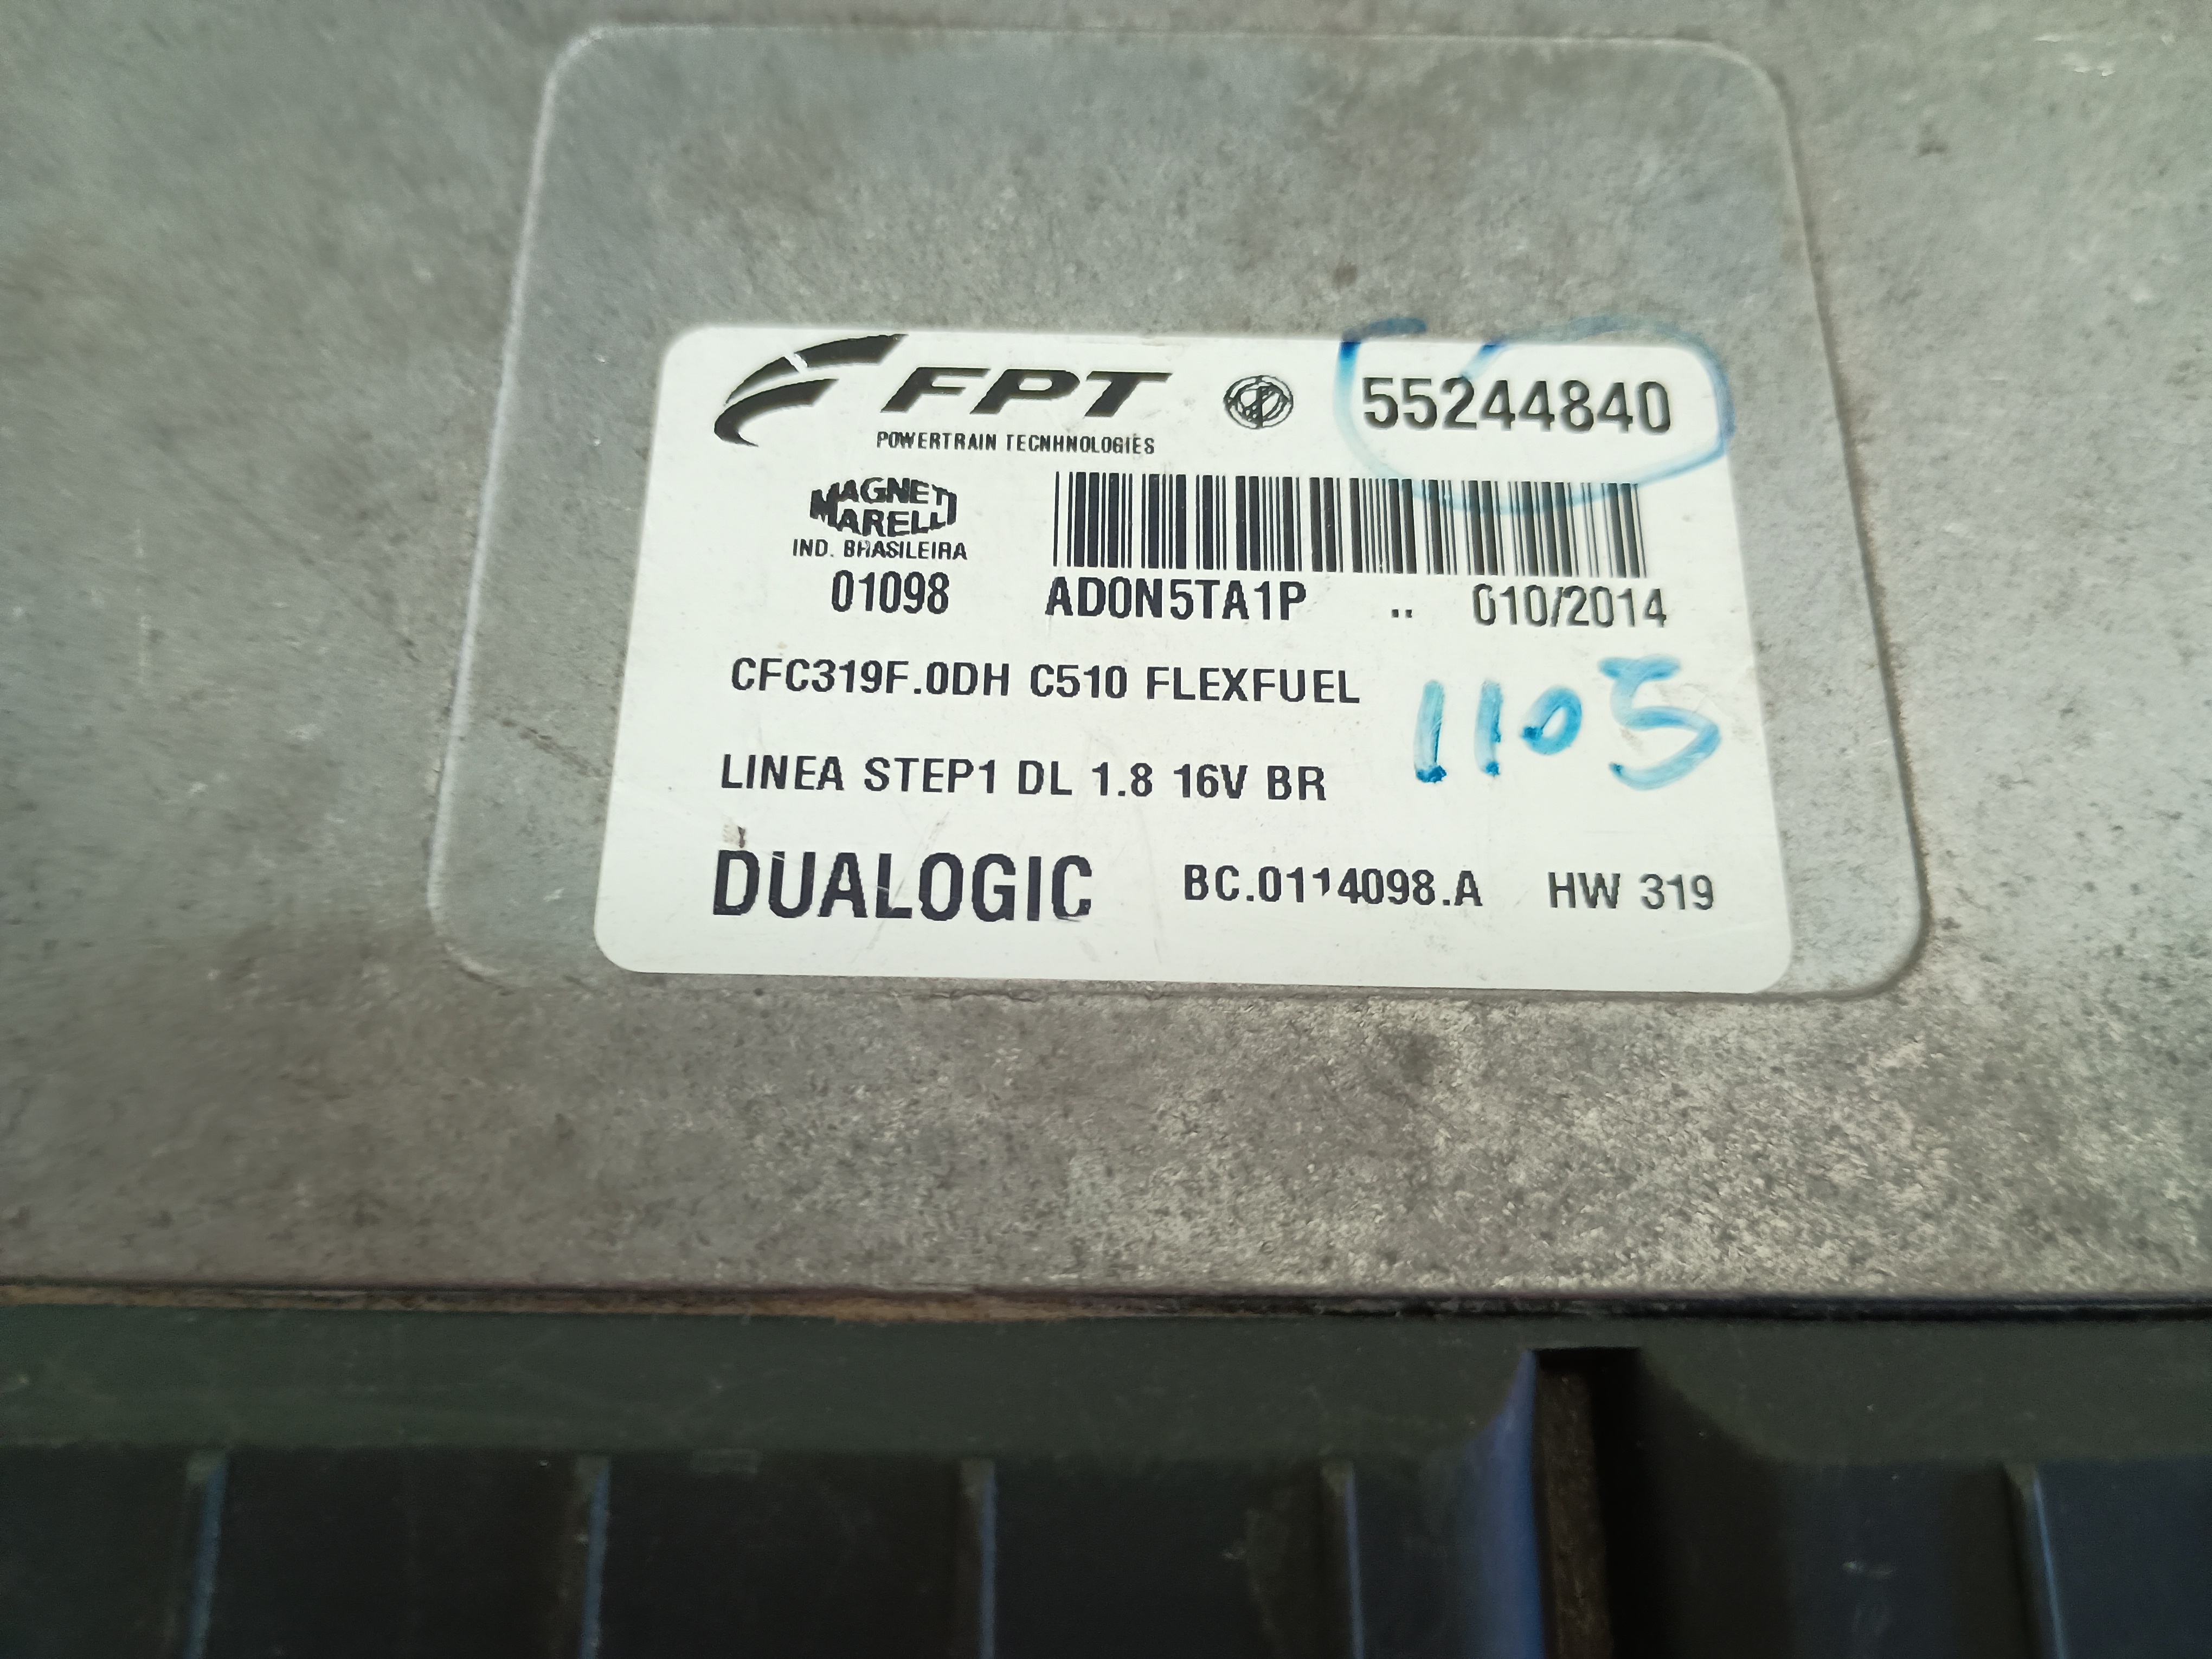 FPT 55244840
POWERTRAIN TECNHNOLOGIES
MAGNETI
MARELLI
IND. BRASILEIRA
01098 AD0N5TA1P .. 010/2014
CFC319F.0DH C510 FLEXFUEL
1105
LINEA STEP1 DL 1.8 16V BR
DUALOGIC BC.0114098.A HW 319